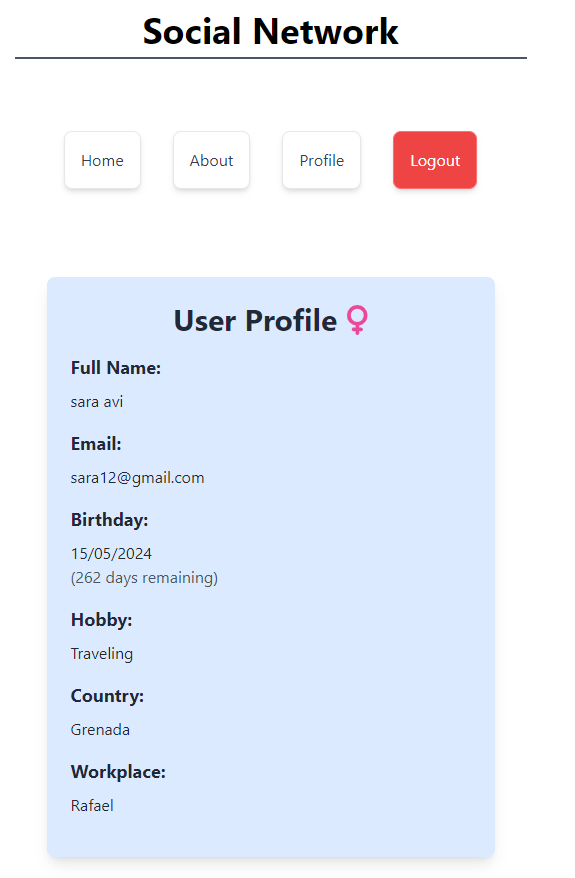 Social Network
Home About Profile Logout
User Profile
Full Name:
sara avi
Email:
sara12@gmail.com
Birthday:
15/05/2024
(262 days remaining)
Hobby:
Traveling
Country:
Grenada
Workplace:
Rafael